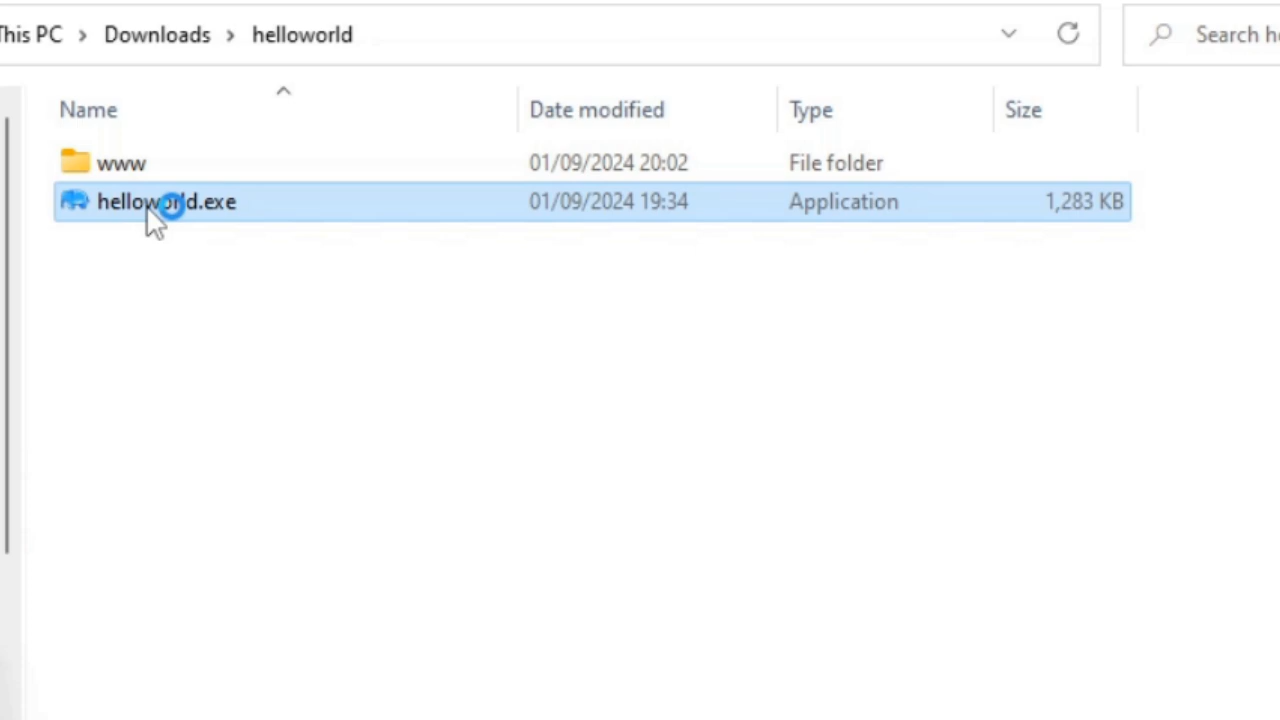 This PC > Downloads > helloworld
Search
Name Date modified Type Size
www 01/09/2024 20:02 File folder
helloworld.exe 01/09/2024 19:34 Application 1,283 KB